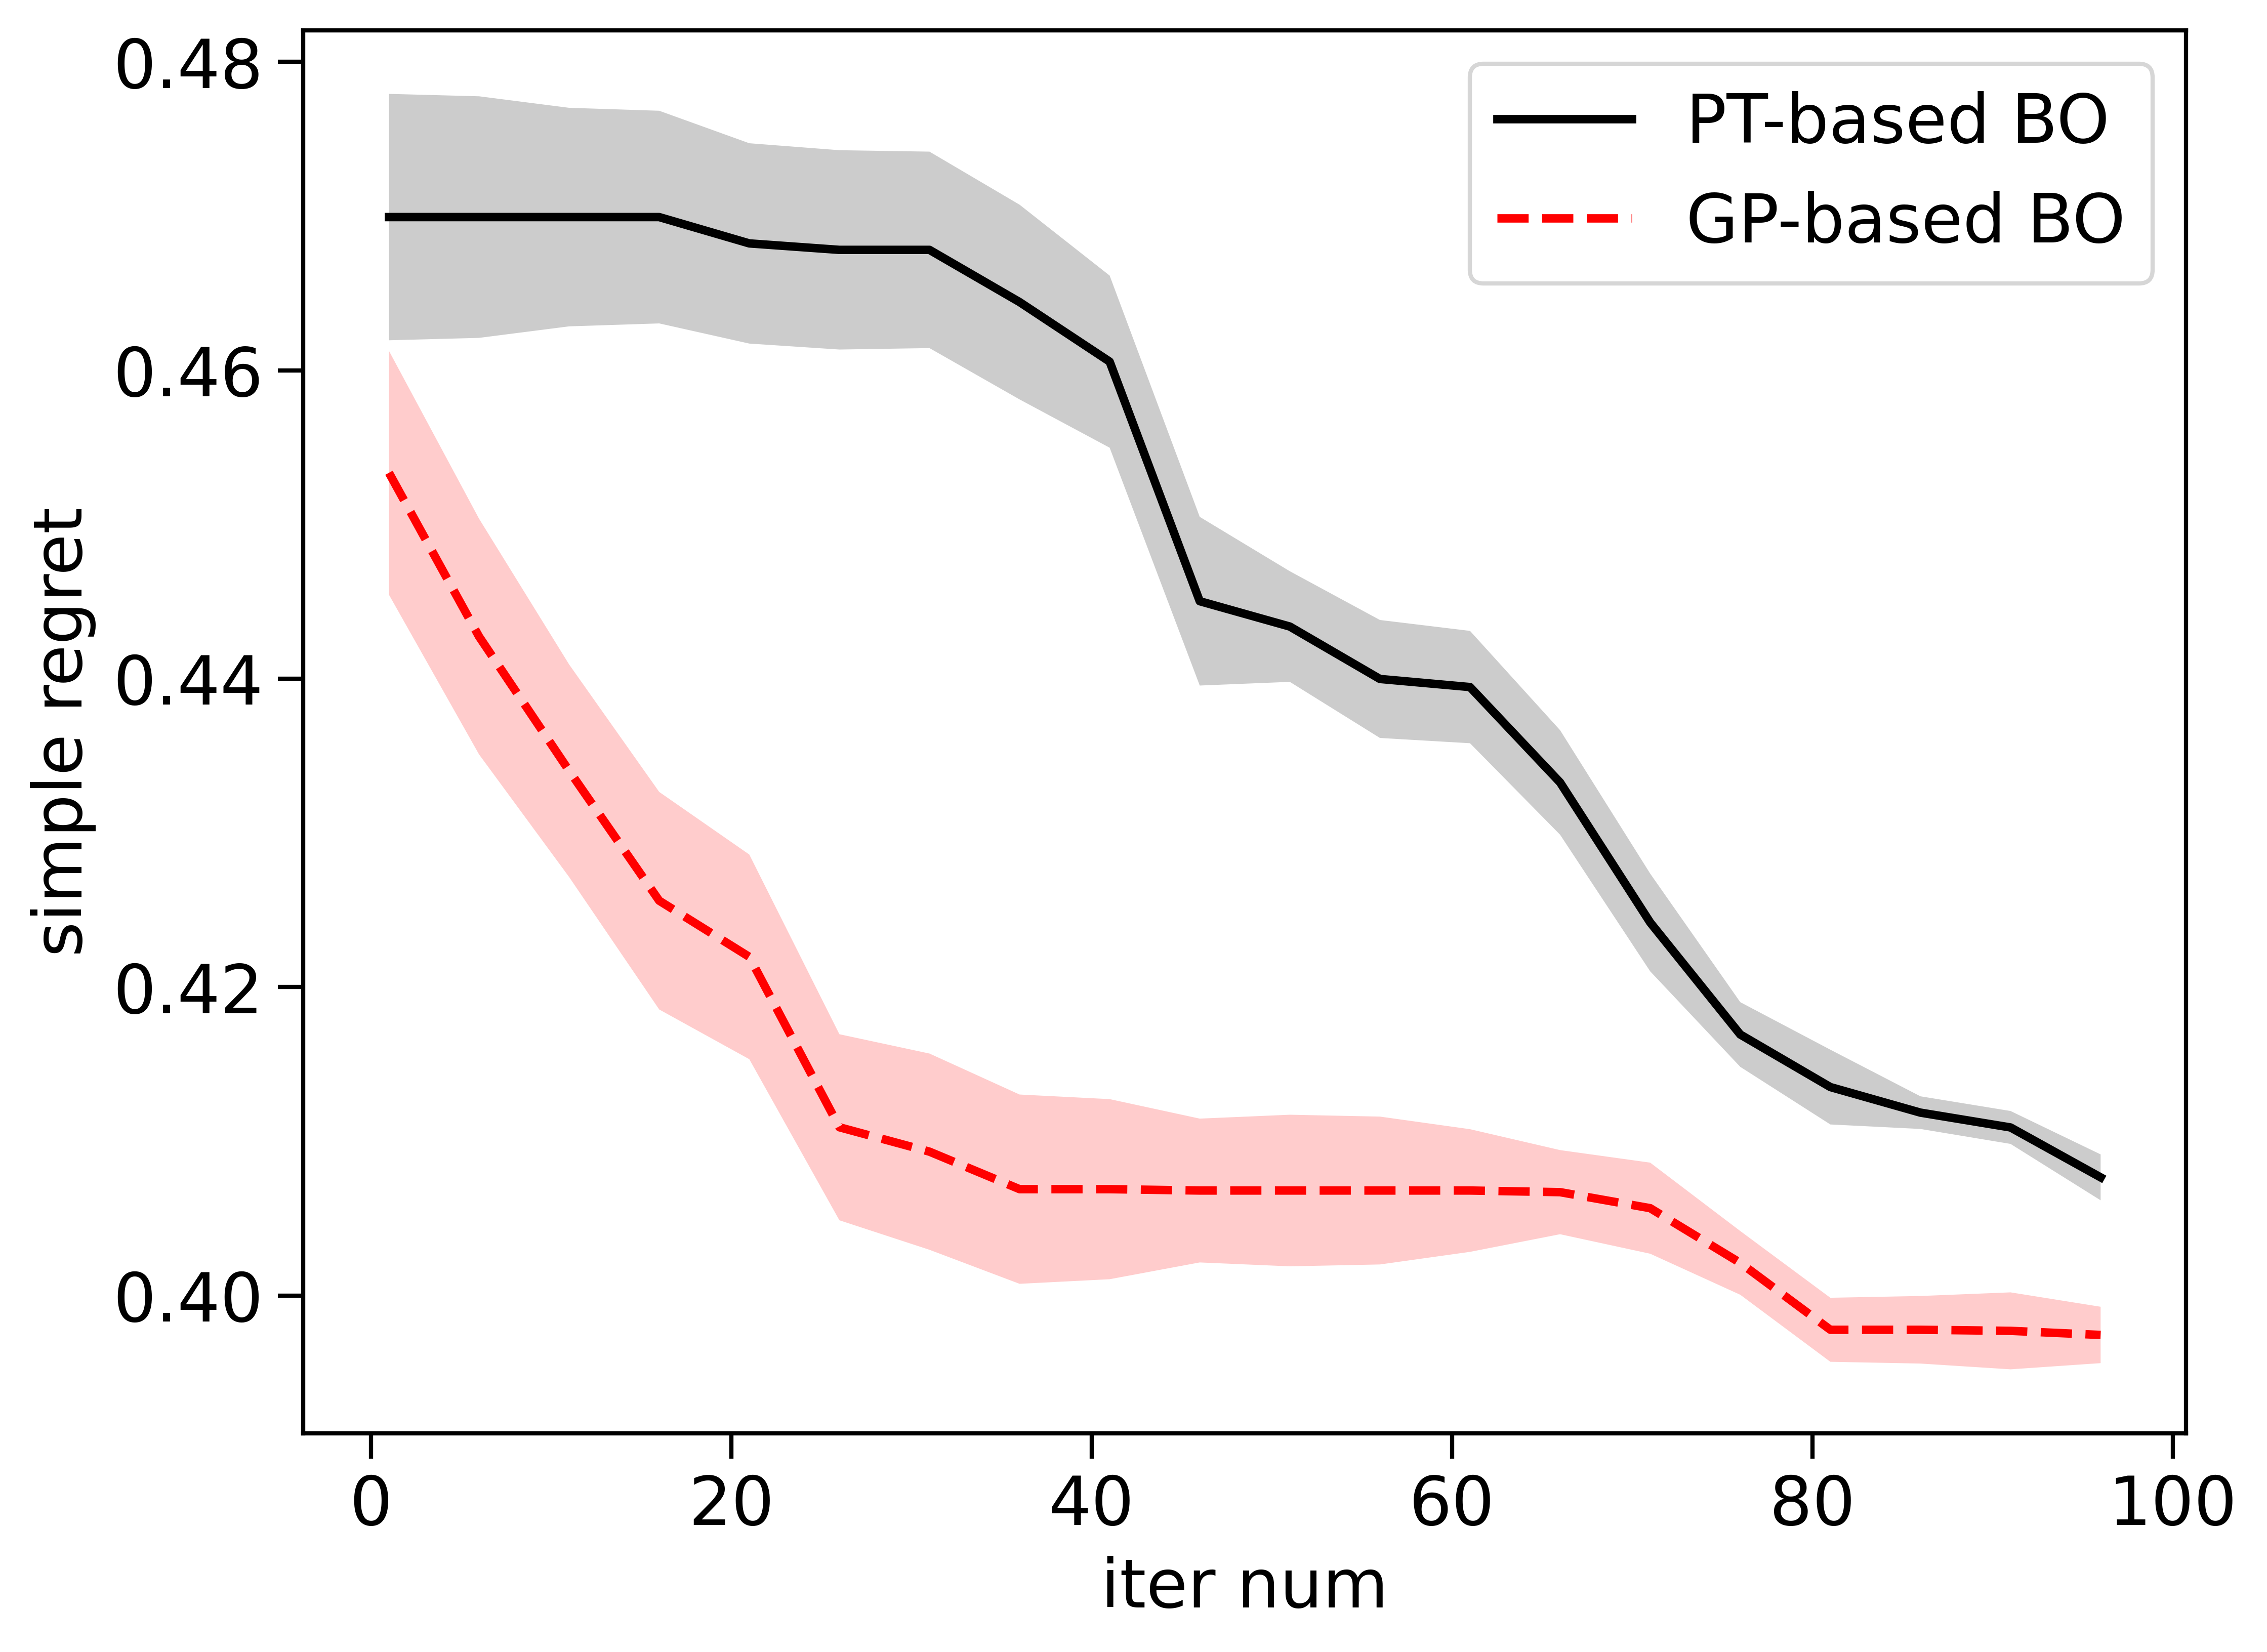 0.48
0.46
0.44
0.42
0.40
simple regret
PT-based BO
GP-based BO
0 20 40 60 80 100
iter num